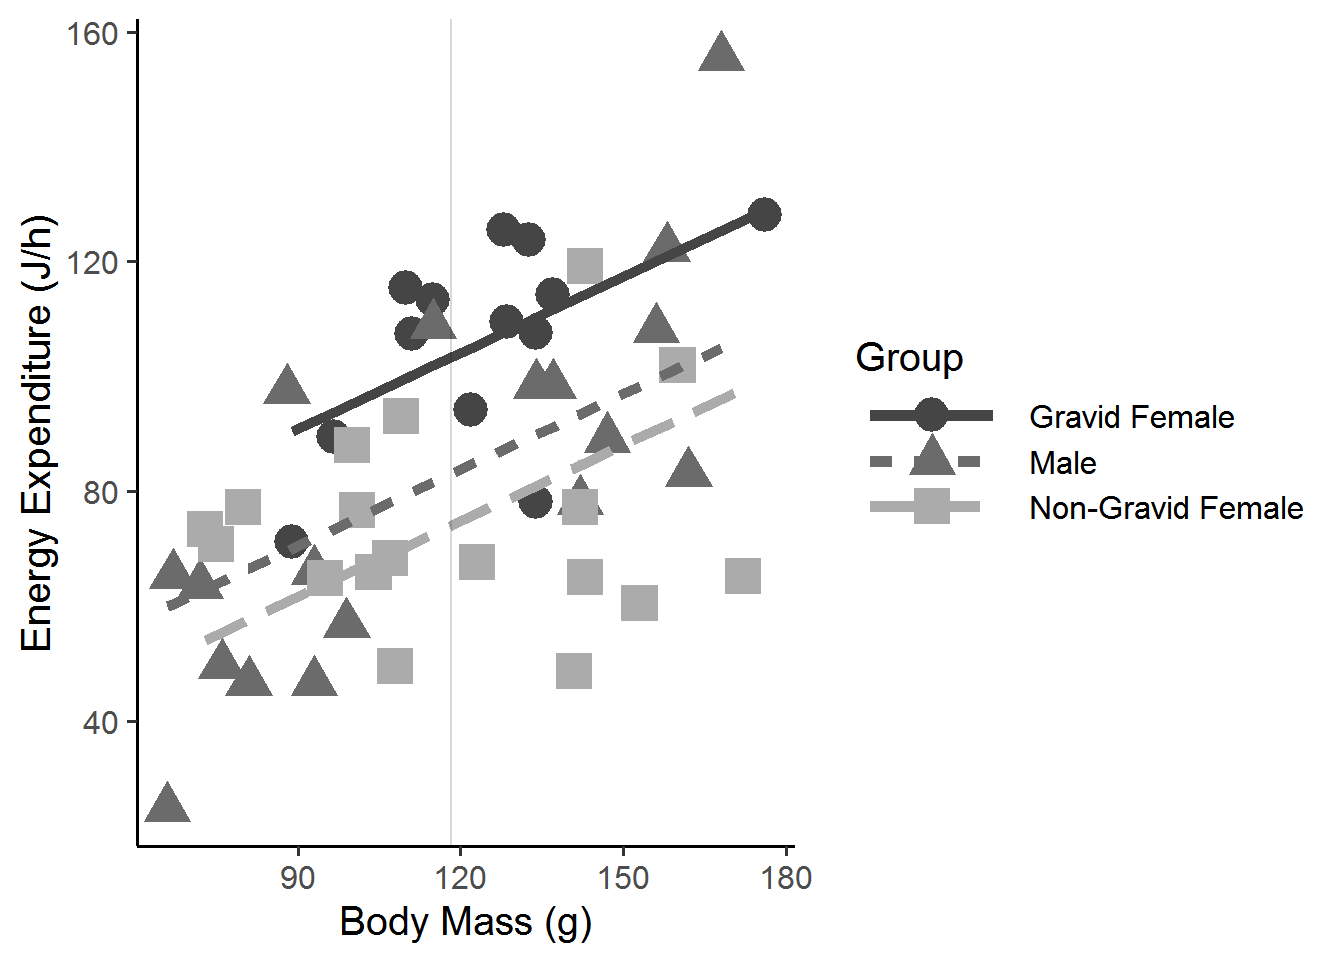 160
120
80
40
Energy Expenditure (J/h)
90
120
150
180
Body Mass (g)
Group
Gravid Female
Male
Non-Gravid Female